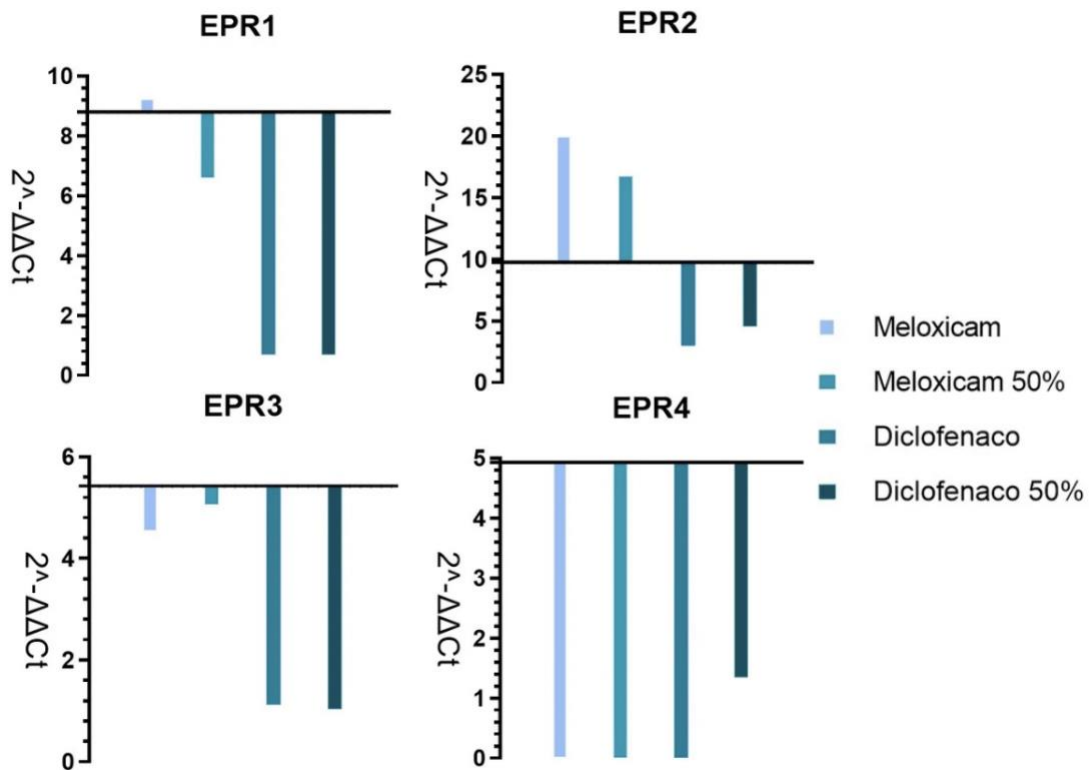 EPR1
10
8
6
4
2
0
2^-ΔΔCt
EPR2
25
20
15
10
5
0
2^-ΔΔCt
EPR3
6
4
2
0
2^-ΔΔCt
EPR4
5
4
3
2
1
0
2^-ΔΔCt
Meloxicam
Meloxicam 50%
Diclofenaco
Diclofenaco 50%